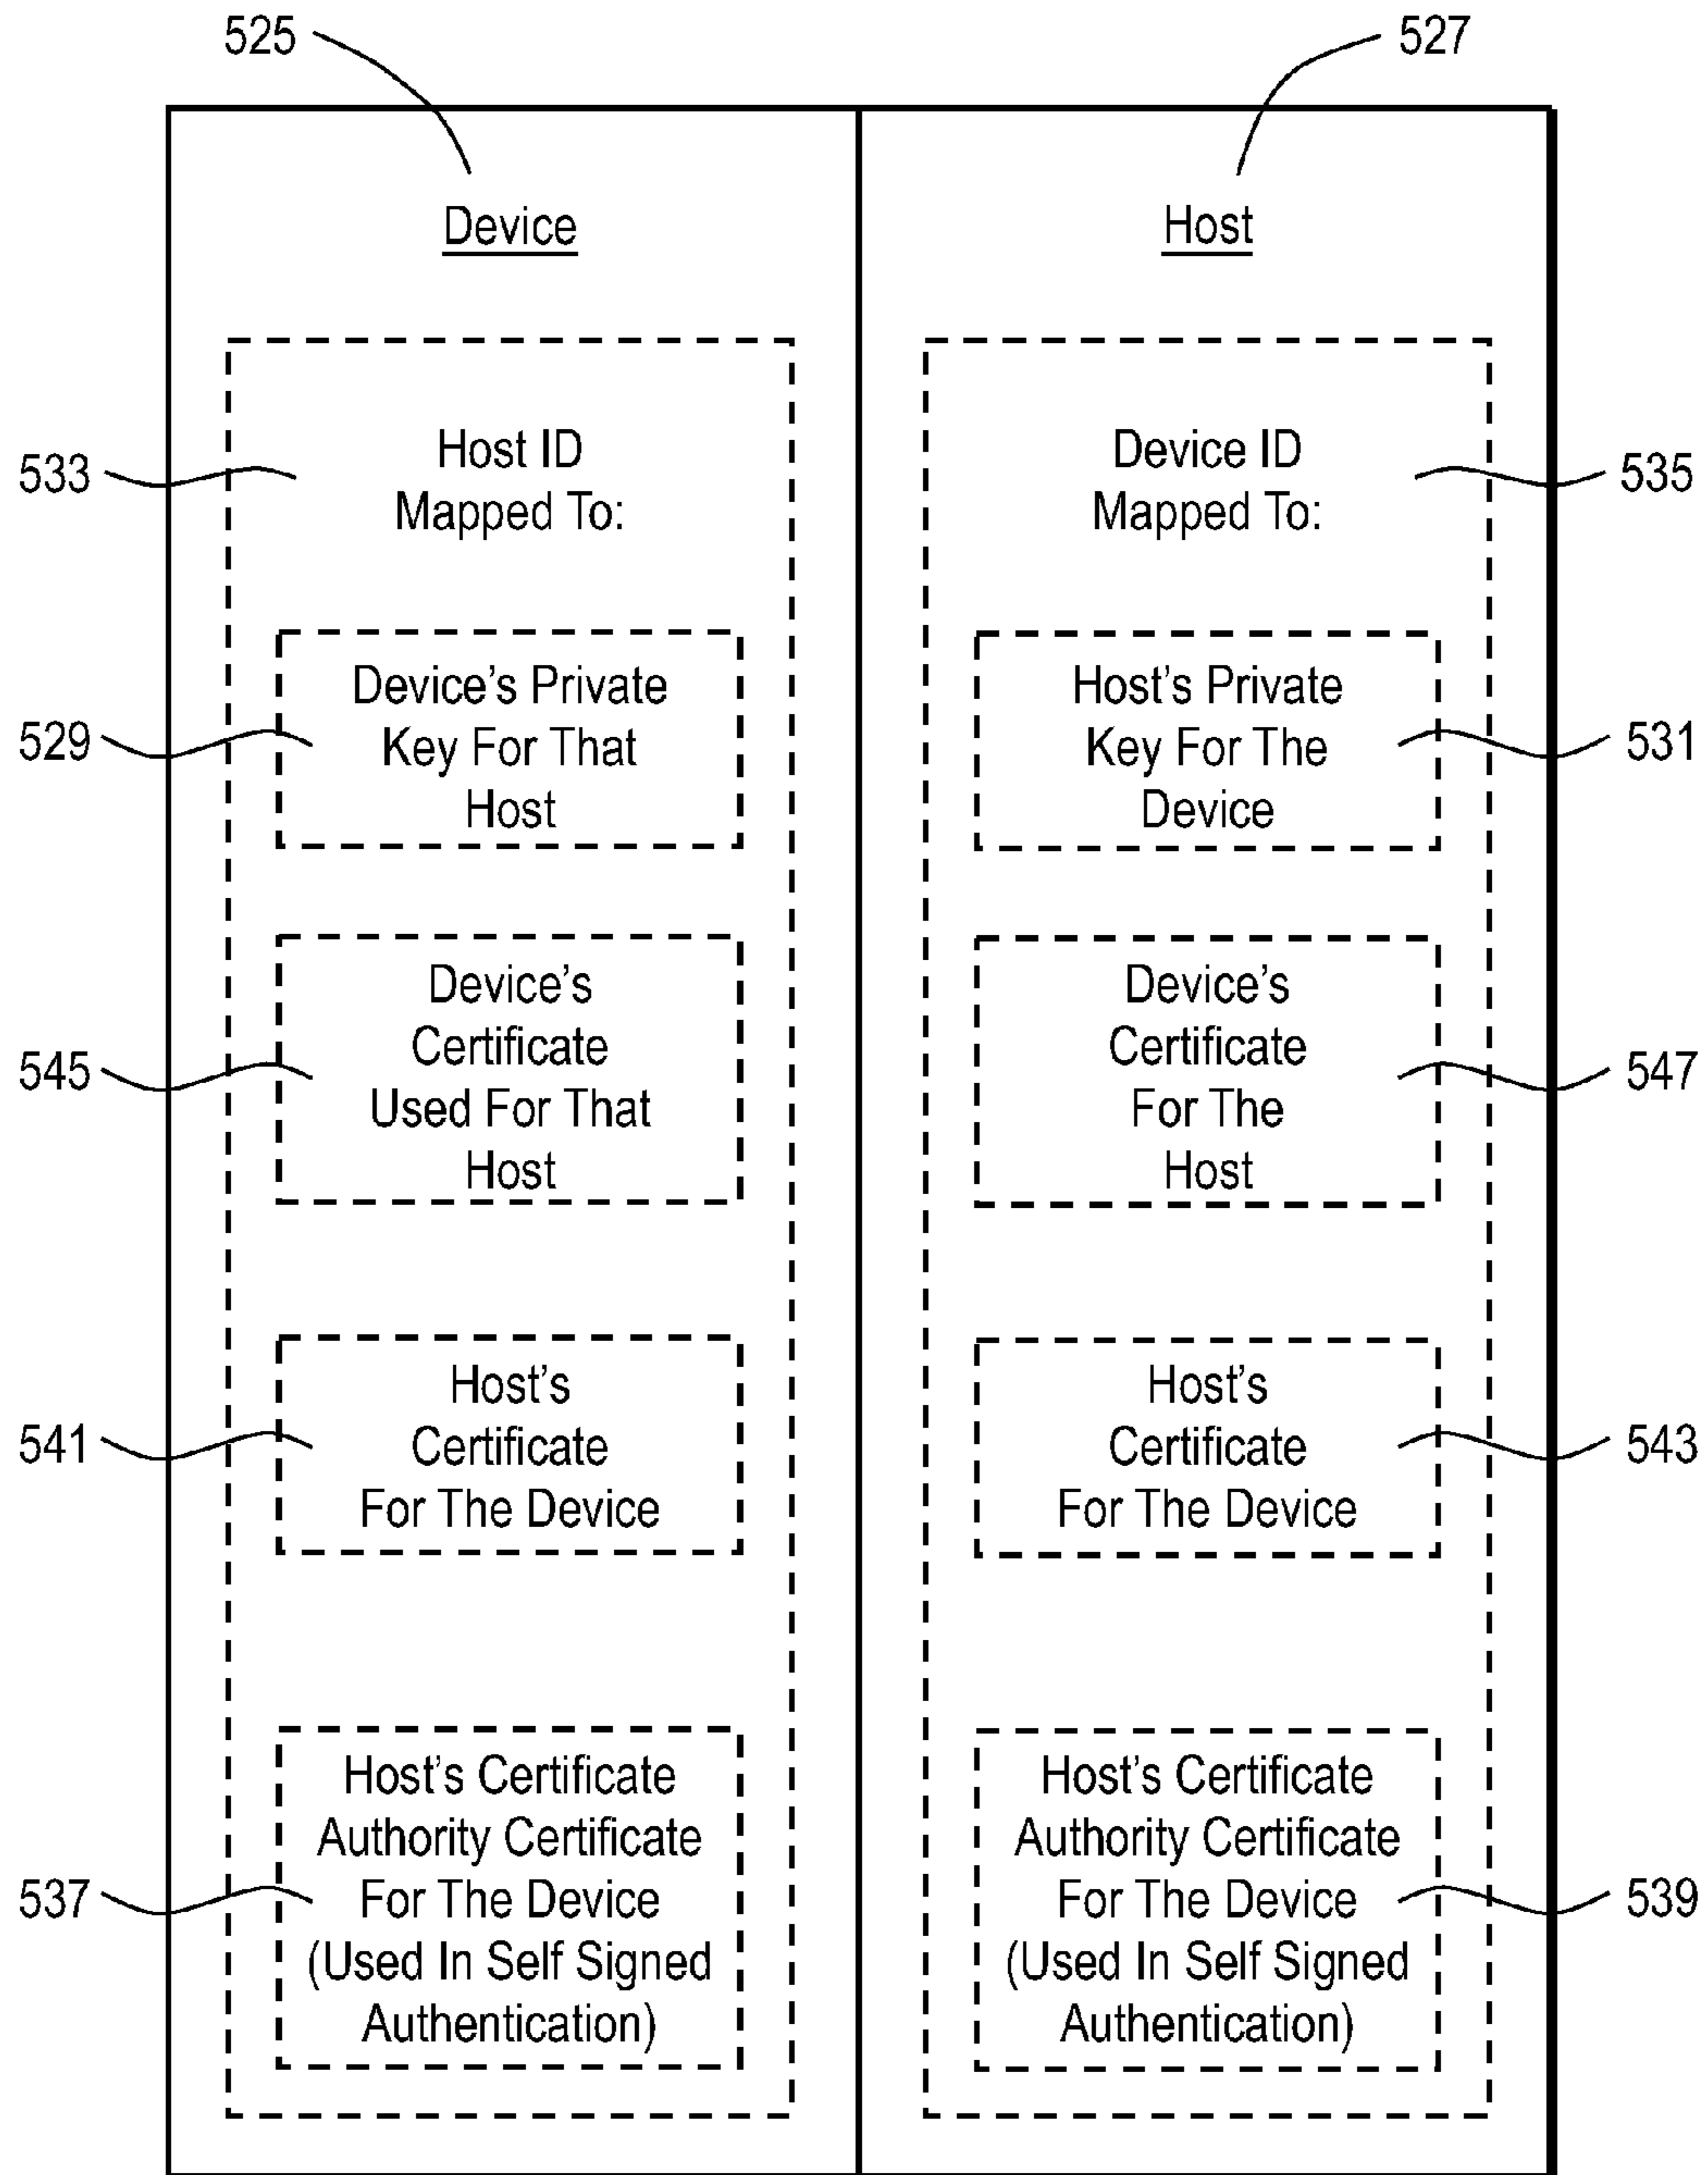 525
527
Device
Host
533
Host ID
Mapped To:
Device ID
Mapped To:
535
529
Device's Private
Key For That
Host
Host's Private
Key For The
Device
531
545
Device's
Certificate
Used For That
Host
Device's
Certificate
For The
Host
547
541
Host's
Certificate
For The Device
Host's
Certificate
For The Device
543
537
Host's Certificate
Authority Certificate
For The Device
(Used In Self Signed
Authentication)
Host's Certificate
Authority Certificate
For The Device
(Used In Self Signed
Authentication)
539